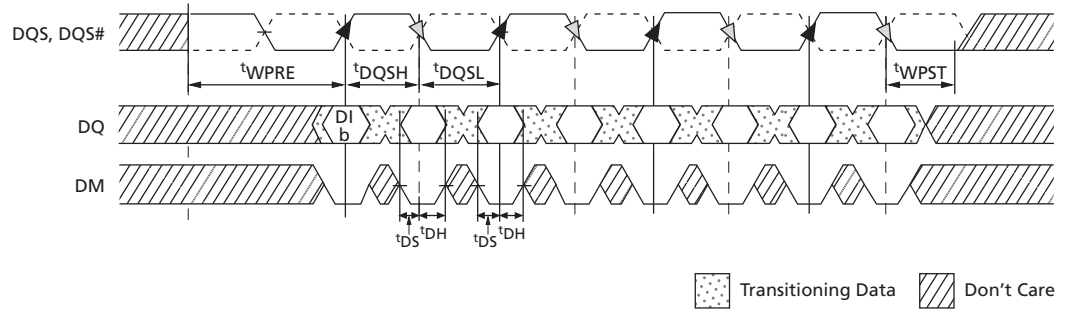 DQS, DQS#
tWPRE tDQSH tDQSL tWPST
DQ
DI
b
DM
tDS tDH tDS tDH
Transitioning Data Don't Care